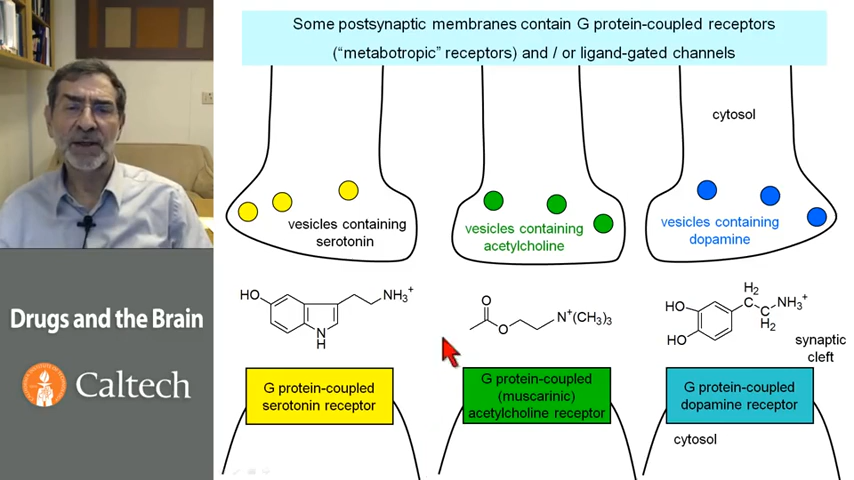 Some postsynaptic membranes contain G protein-coupled receptors
("metabotropic" receptors) and / or ligand-gated channels
cytosol
vesicles containing
serotonin
vesicles containing
acetylcholine
vesicles containing
dopamine
Drugs and the Brain
Caltech
HO
NH3+
N
H
O
O
N+(CH3)3
HO
HO
H2
C
C
H2
NH3+
synaptic
cleft
G protein-coupled
serotonin receptor
G protein-coupled
(muscarinic)
acetylcholine receptor
G protein-coupled
dopamine receptor
cytosol